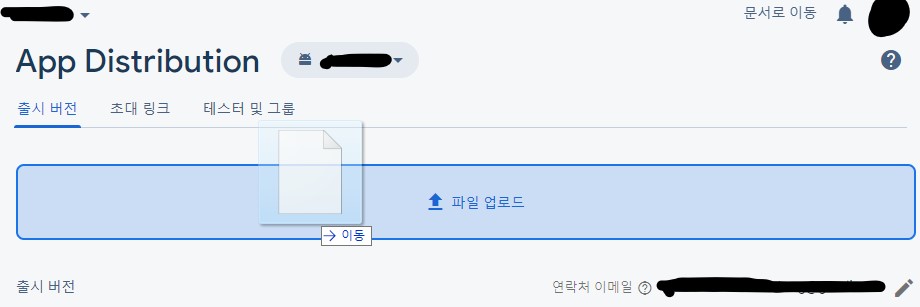 문서로 이동
App Distribution
출시 버전 초대 링크 테스터 및 그룹
파일 업로드
이동
출시 버전 연락처 이메일